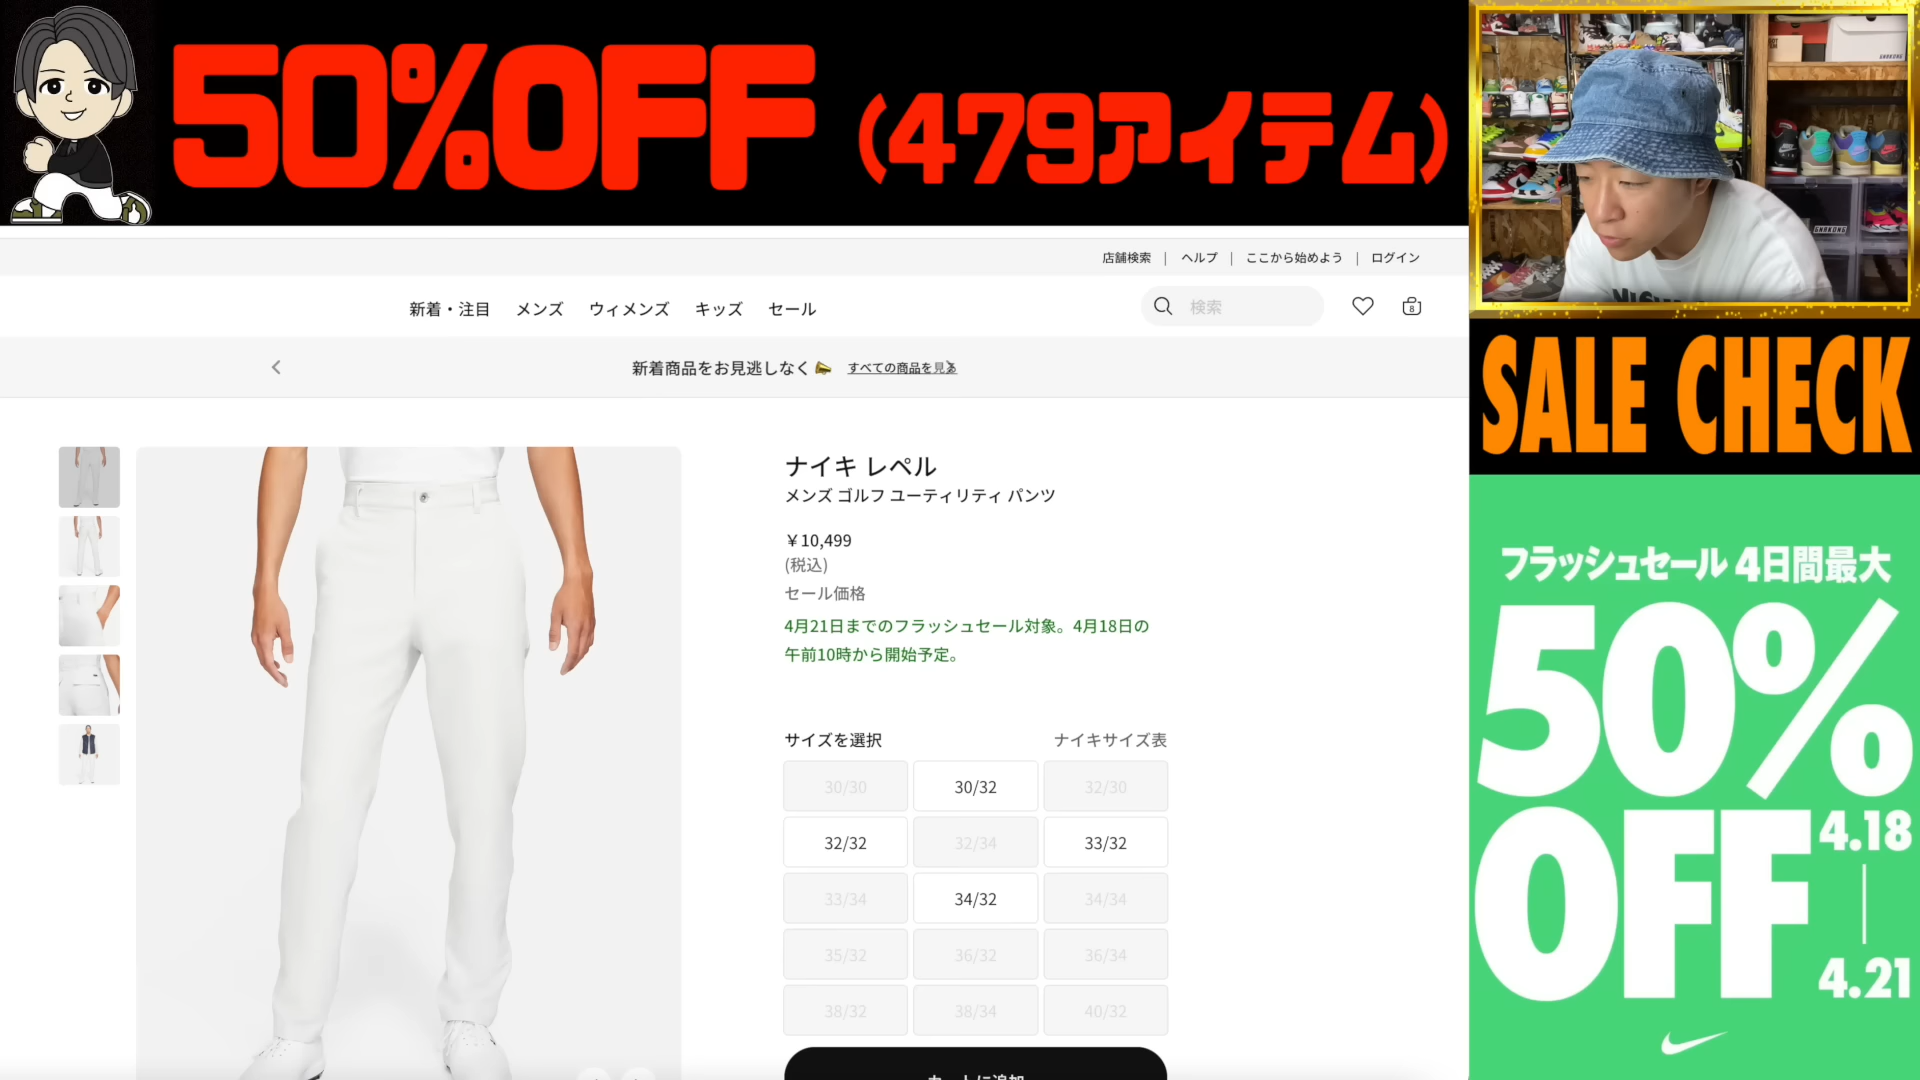 50%OFF (479アイテム)
店舗検索 | ヘルプ | ここから始めよう | ログイン
新着・注目 メンズ ウィメンズ キッズ セール
検索
8
新着商品をお見逃しなく すべての商品を見る
ナイキ レペル
メンズ ゴルフ ユーティリティ パンツ
￥10,499
(税込)
セール価格
4月21日までのフラッシュセール対象。4月18日の
午前10時から開始予定。
サイズを選択 ナイキサイズ表
30/30 30/32 32/30
32/32 32/34 33/32
33/34 34/32 34/34
35/32 36/32 36/34
38/32 38/34 40/32
カートに追加
SALE CHECK
フラッシュセール 4日間最大
50%
OFF
4.18
4.21